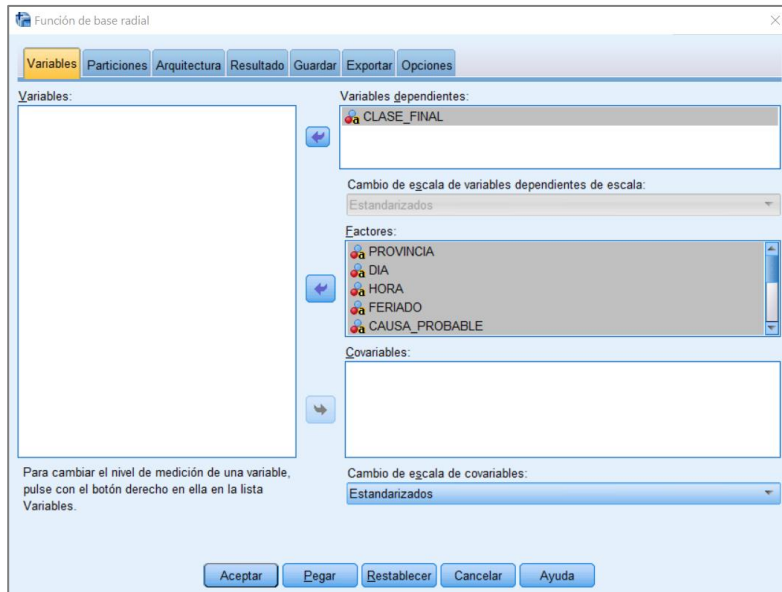 Función de base radial
Variables Particiones Arquitectura Resultado Guardar Exportar Opciones
Variables:
Variables dependientes:
CLASE_FINAL
Cambio de escala de variables dependientes de escala:
Estandarizados
Factores:
PROVINCIA
DIA
HORA
FERIADO
CAUSA_PROBABLE
Covariables:
Para cambiar el nivel de medición de una variable,
pulse con el botón derecho en ella en la lista
Variables.
Cambio de escala de covariables:
Estandarizados
Aceptar Pegar Restablecer Cancelar Ayuda